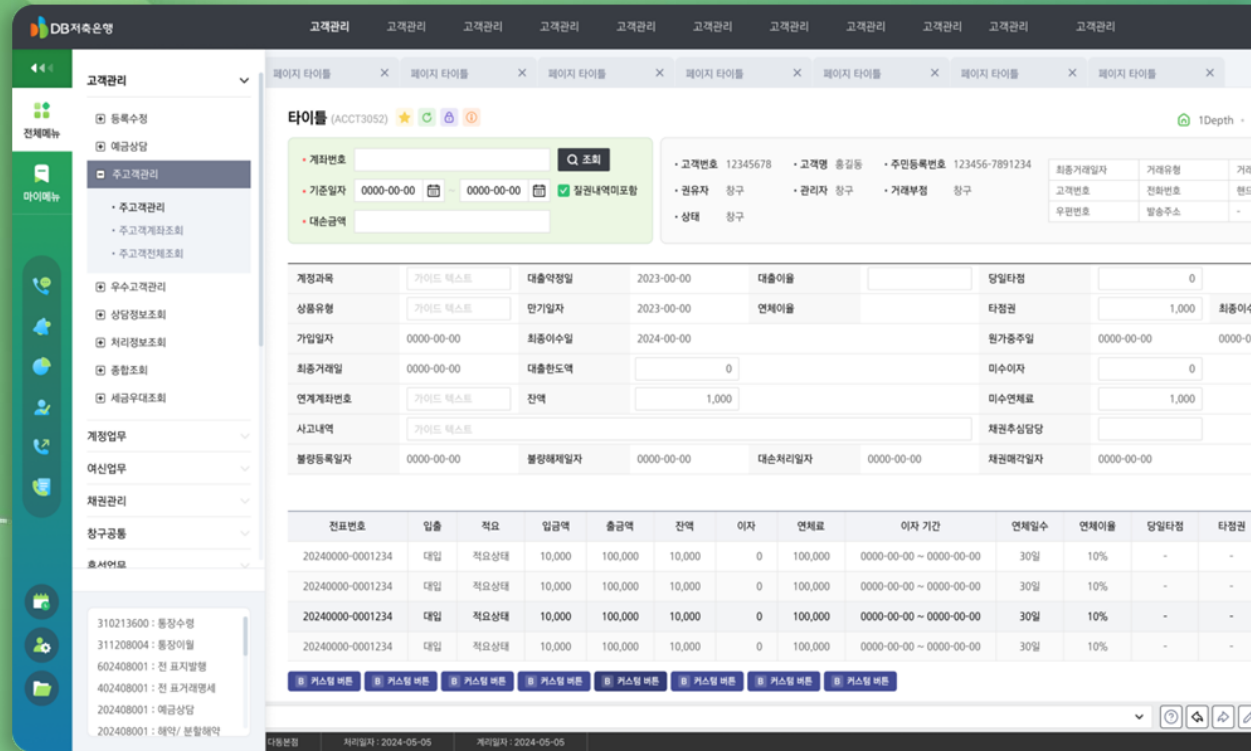 DB저축은행
고객관리 고객관리 고객관리 고객관리 고객관리 고객관리 고객관리 고객관리 고객관리 고객관리 고객관리
페이지 타이틀 페이지 타이틀 페이지 타이틀 페이지 타이틀 페이지 타이틀 페이지 타이틀 페이지 타이틀
전체메뉴
마이메뉴
고객관리
등록수정
예금상담
주고객관리
· 주고객관리
· 주고객계좌조회
· 주고객전체조회
우수고객관리
상담정보조회
처리정보조회
종합조회
세금우대조회
계정업무
여신업무
채권관리
창구공통
310213600 : 통장수령
311208004 : 통장이월
602408001 : 전 표지발행
402408001 : 전 표거래명세
202408001 : 예금상담
202408001 : 해약/ 분할해약
타이틀 (ACCT3052)
1Depth
• 계좌번호 조회
• 기준일자 0000-00-00 – 0000-00-00 질권내역미포함
• 대손금액
· 고객번호 12345678 · 고객명 홍길동 · 주민등록번호 123456-7891234
· 권유자 창구 · 관리자 창구 · 거래부점 창구
· 상태 창구
최종거래일자 거래유형
고객번호 전화번호
우편번호 발송주소 -
계정과목 가이드 텍스트 대출약정일 2023-00-00 대출이율 당일타점 0
상품유형 가이드 텍스트 만기일자 2023-00-00 연체이율 타점권 1,000
가입일자 0000-00-00 최종이수일 2024-00-00 원가중주일 0000-00-00
최종거래일 0000-00-00 대출한도액 0 미수이자 0
연계계좌번호 가이드 텍스트 잔액 1,000 미수연체료 1,000
사고내역 가이드 텍스트 채권추심담당
불량등록일자 0000-00-00 불량해제일자 0000-00-00 대손처리일자 0000-00-00 채권매각일자 0000-00-00
전표번호 입출 적요 입금액 출금액 잔액 이자 연체료 이자 기간 연체일수 연체이율 당일타점 타점권
20240000-0001234 대입 적요상태 10,000 100,000 10,000 0 100,000 0000-00-00 ~ 0000-00-00 30일 10% - -
20240000-0001234 대입 적요상태 10,000 100,000 10,000 0 100,000 0000-00-00 ~ 0000-00-00 30일 10% - -
20240000-0001234 대입 적요상태 10,000 100,000 10,000 0 100,000 0000-00-00 ~ 0000-00-00 30일 10% - -
20240000-0001234 대입 적요상태 10,000 100,000 10,000 0 100,000 0000-00-00 ~ 0000-00-00 30일 10% - -
B 커스텀 버튼 B 커스텀 버튼 B 커스텀 버튼 B 커스텀 버튼 B 커스텀 버튼 B 커스텀 버튼 B 커스텀 버튼 B 커스텀 버튼
다동본점 처리일자 : 2024-05-05 계리일자 : 2024-05-05